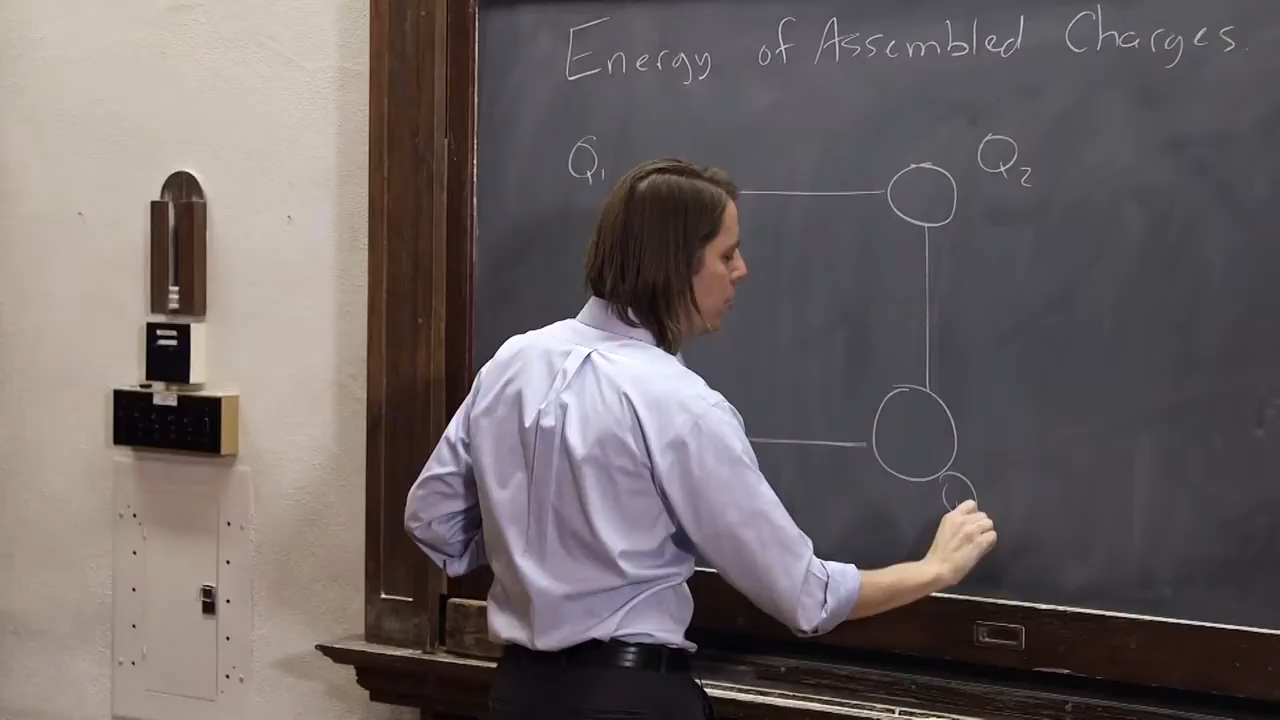 Energy of Assembled Charges.
Q₁ Q₂